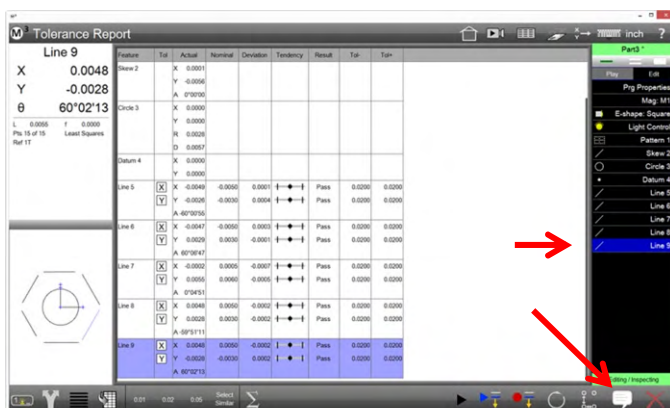 M³ Tolerance Report
inch ?
Line 9
X 0.0048
Y -0.0028
θ 60°02'13
L 0.0055 f 0.0000
Pts 15 of 15 Least Squares
Ref 1T
Feature Tol Actual Nominal Deviation Tendency Result Tol- Tol+
Skew 2 X 0.0001
Y -0.0056
A 0°00'00
Circle 3 X 0.0000
Y 0.0000
R 0.0028
D 0.0057
Datum 4 X 0.0000
Y 0.0000
Line 5 X X -0.0049 -0.0050 0.0001 Pass 0.0200 0.0200
Y Y -0.0026 -0.0030 0.0004 Pass 0.0200 0.0200
A -60°00'55
Line 6 X X -0.0047 -0.0050 0.0003 Pass 0.0200 0.0200
Y Y 0.0029 0.0030 -0.0001 Pass 0.0200 0.0200
A 60°06'47
Line 7 X X -0.0002 0.0005 -0.0007 Pass 0.0200 0.0200
Y Y 0.0055 0.0060 -0.0005 Pass 0.0200 0.0200
A 0°04'51
Line 8 X X 0.0048 0.0050 -0.0002 Pass 0.0200 0.0200
Y Y 0.0028 0.0030 -0.0002 Pass 0.0200 0.0200
A -59°51'11
Line 9 X X 0.0048 0.0050 -0.0002 Pass 0.0200 0.0200
Y Y -0.0028 -0.0030 0.0002 Pass 0.0200 0.0200
A 60°02'13
Part3 *
Play Edit
Prg Properties
Mag: M1
E-shape: Square
Light Control
Pattern 1
Skew 2
Circle 3
Datum 4
Line 5
Line 6
Line 7
Line 8
Line 9
Editing / Inspecting
0.01 0.02 0.05 Select Similar Σ